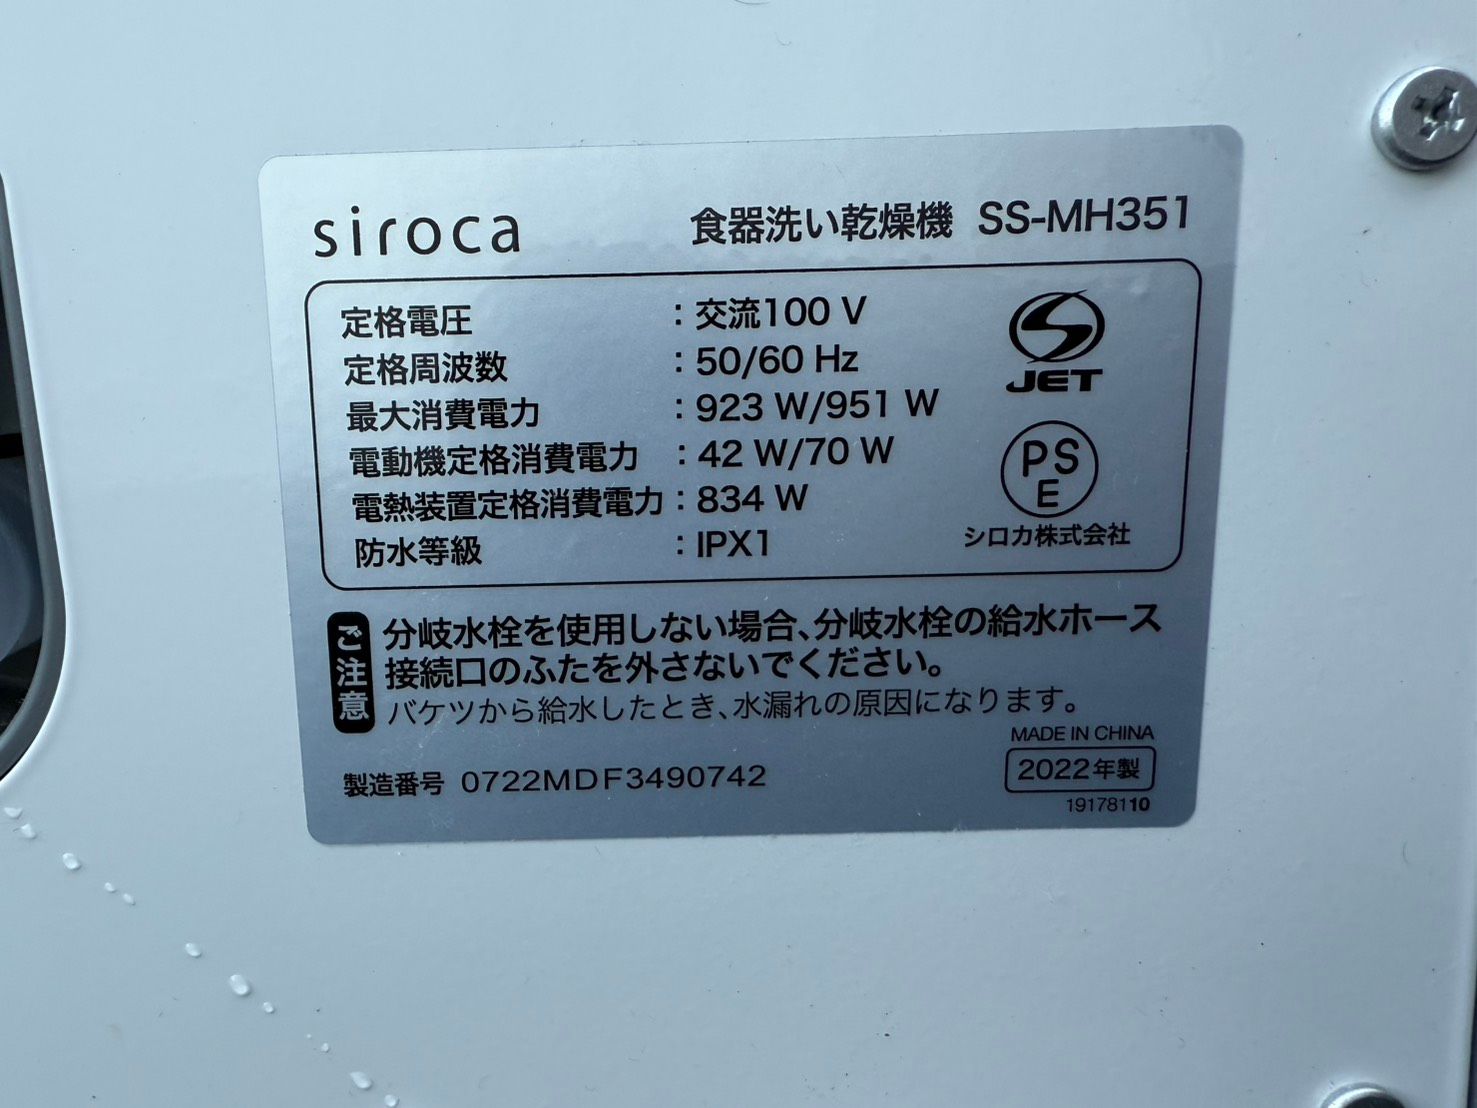 siroca
食器洗い乾燥機 SS-MH351
定格電圧 : 交流100 V
定格周波数 : 50/60 Hz
最大消費電力 : 923 W/951 W
電動機定格消費電力 : 42 W/70 W
電熱装置定格消費電力 : 834 W
防水等級 : IPX1
JET
PS
E
シロカ株式会社
ご注意
分岐水栓を使用しない場合、分岐水栓の給水ホース
接続口のふたを外さないでください。
バケツから給水したとき、水漏れの原因になります。
MADE IN CHINA
製造番号 0722MDF3490742
2022年製
19178110